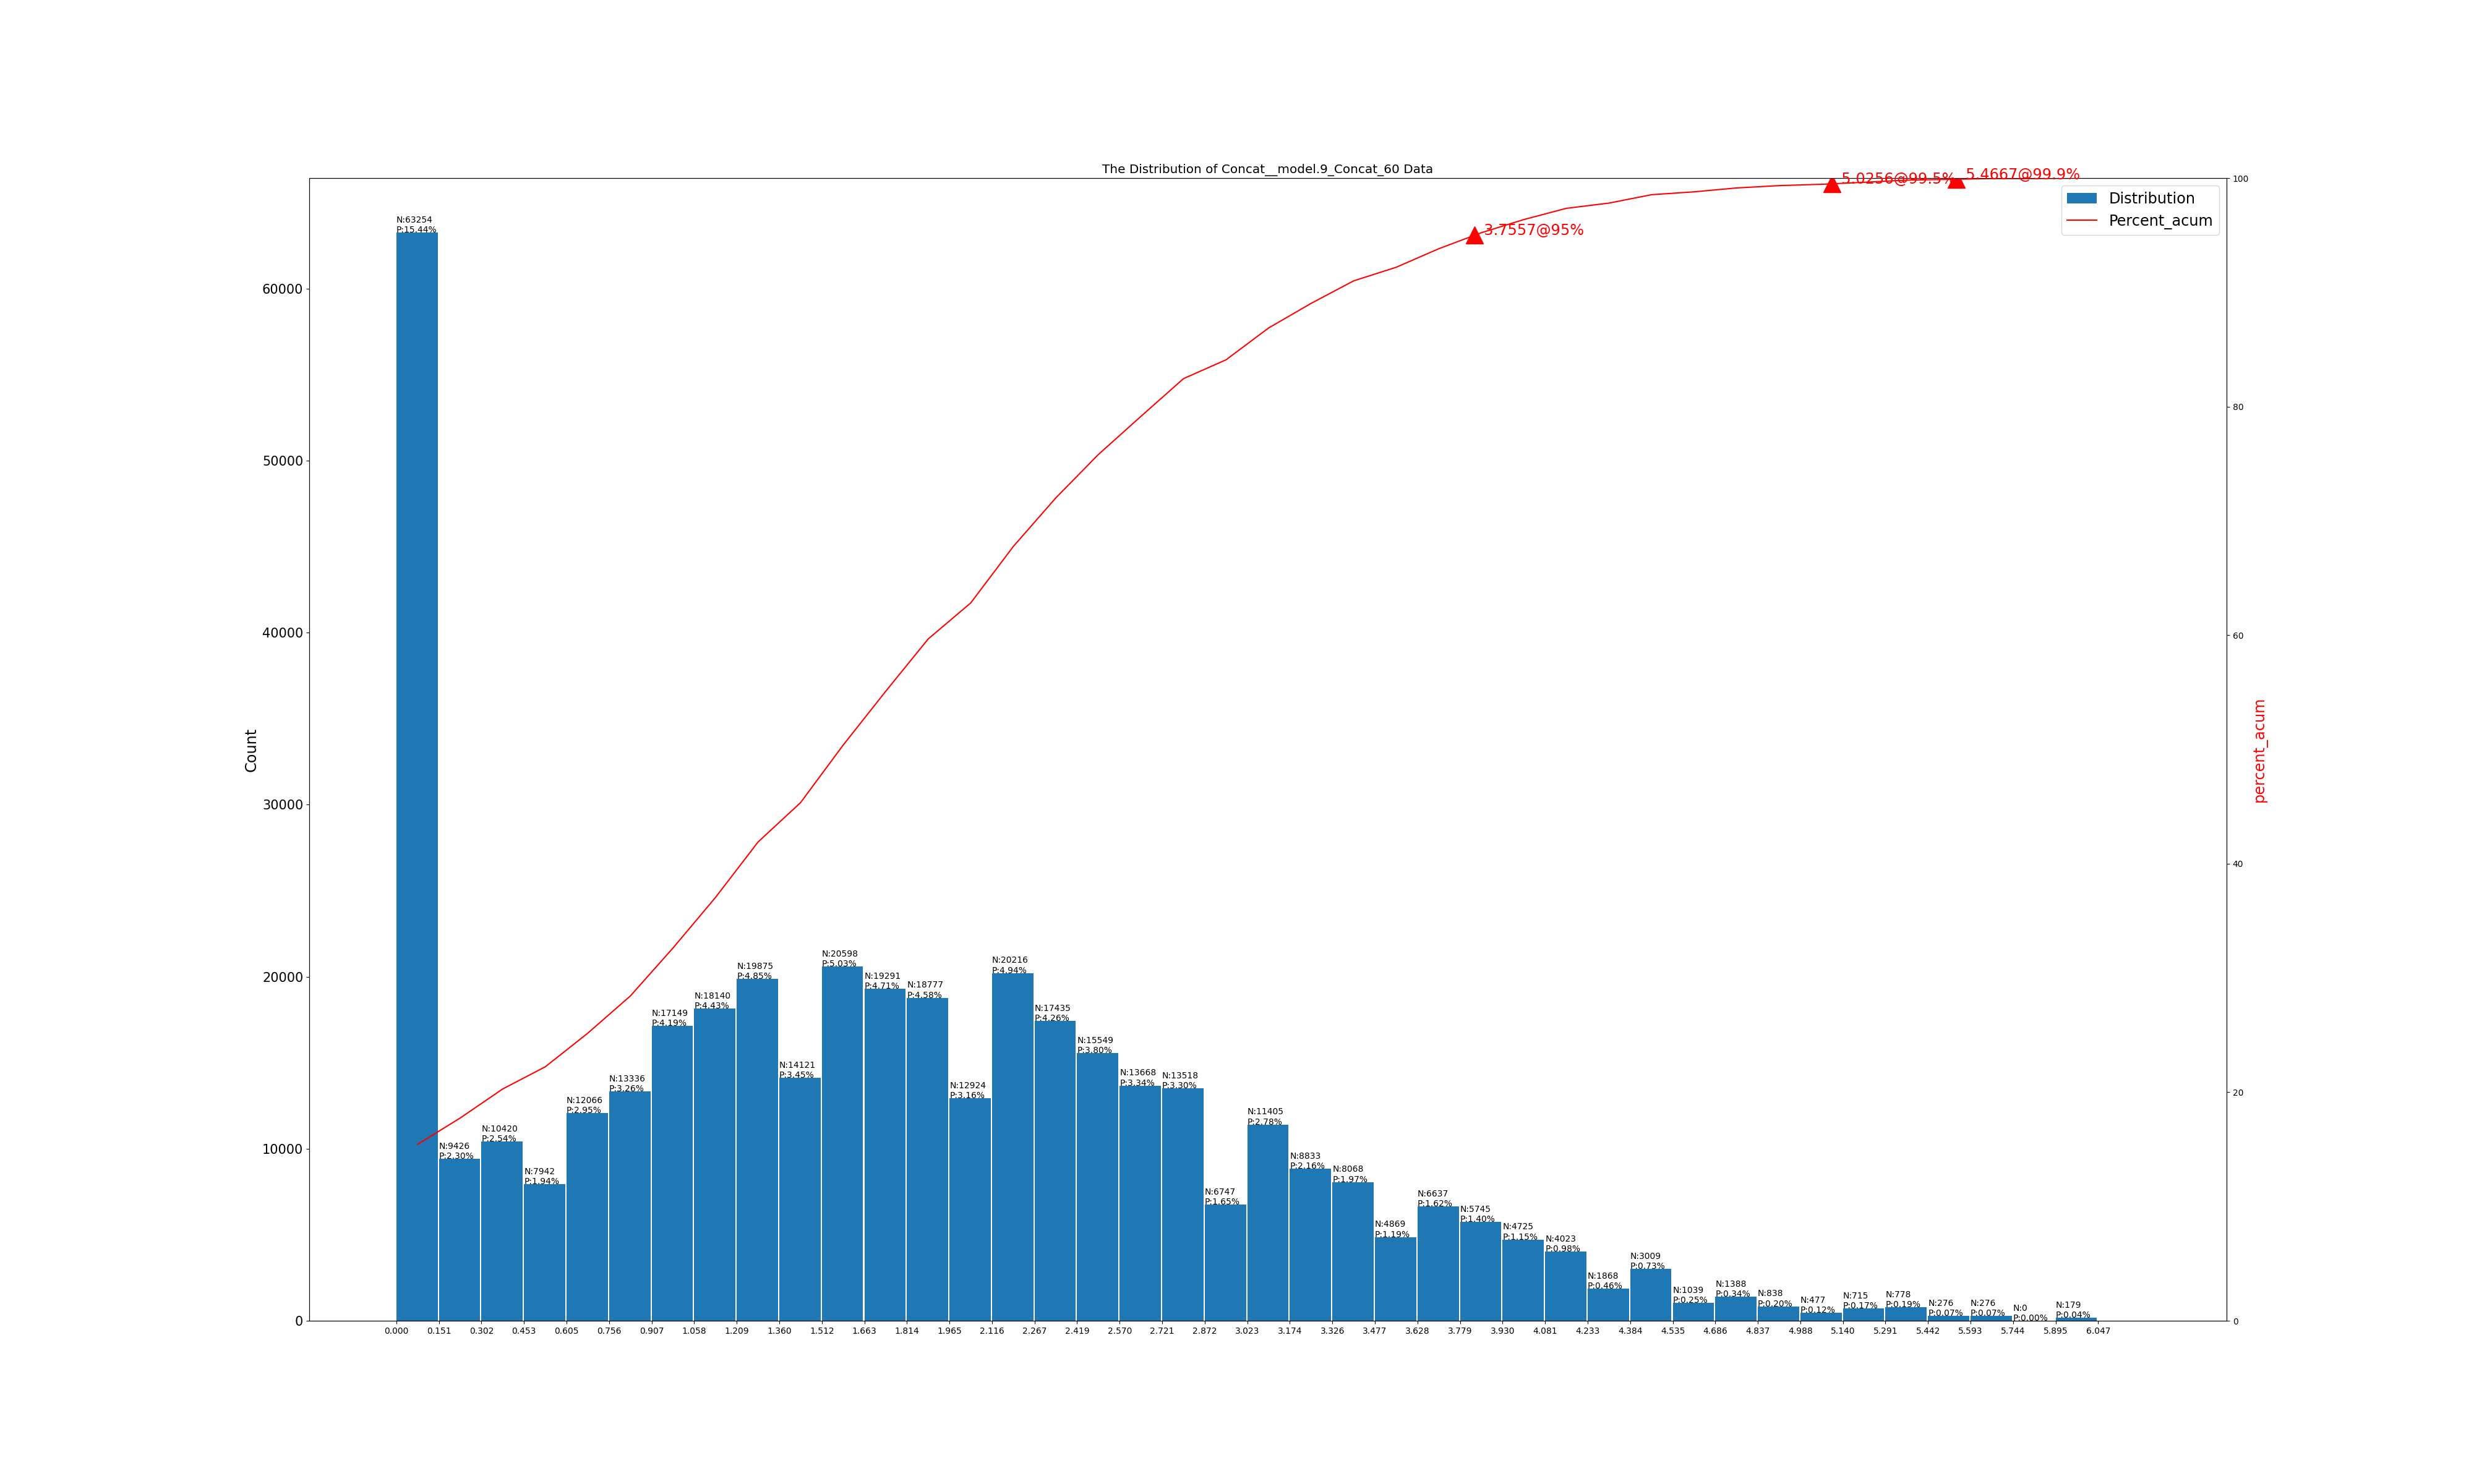 The Distribution of Concat__model.9_Concat_60 Data
5.0256@99.5%
5.4667@99.9%
3.7557@95%
Distribution
Percent_acum
Count
60000
50000
40000
30000
20000
10000
0
percent_acum
100
80
60
40
20
0
N:63254
P:15.44%
N:9426
P:2.30%
N:10420
P:2.54%
N:7942
P:1.94%
N:12066
P:2.95%
N:13336
P:3.26%
N:17149
P:4.19%
N:18140
P:4.43%
N:19875
P:4.85%
N:14121
P:3.45%
N:20598
P:5.03%
N:19291
P:4.71%
N:18777
P:4.58%
N:12924
P:3.16%
N:20216
P:4.94%
N:17435
P:4.26%
N:15549
P:3.80%
N:13668
P:3.34%
N:13518
P:3.30%
N:6747
P:1.65%
N:11405
P:2.78%
N:8833
P:2.16%
N:8068
P:1.97%
N:4869
P:1.19%
N:6637
P:1.62%
N:5745
P:1.40%
N:4725
P:1.15%
N:4023
P:0.98%
N:1868
P:0.46%
N:3009
P:0.73%
N:1039
P:0.25%
N:1388
P:0.34%
N:838
P:0.20%
N:477
P:0.12%
N:715
P:0.17%
N:778
P:0.19%
N:276
P:0.07%
N:276
P:0.07%
N:0
P:0.00%
N:179
P:0.04%
0.000 0.151 0.302 0.453 0.605 0.756 0.907 1.058 1.209 1.360 1.512 1.663 1.814 1.965 2.116 2.267 2.419 2.570 2.721 2.872 3.023 3.174 3.326 3.477 3.628 3.779 3.930 4.081 4.233 4.384 4.535 4.686 4.837 4.988 5.140 5.291 5.442 5.593 5.744 5.895 6.047